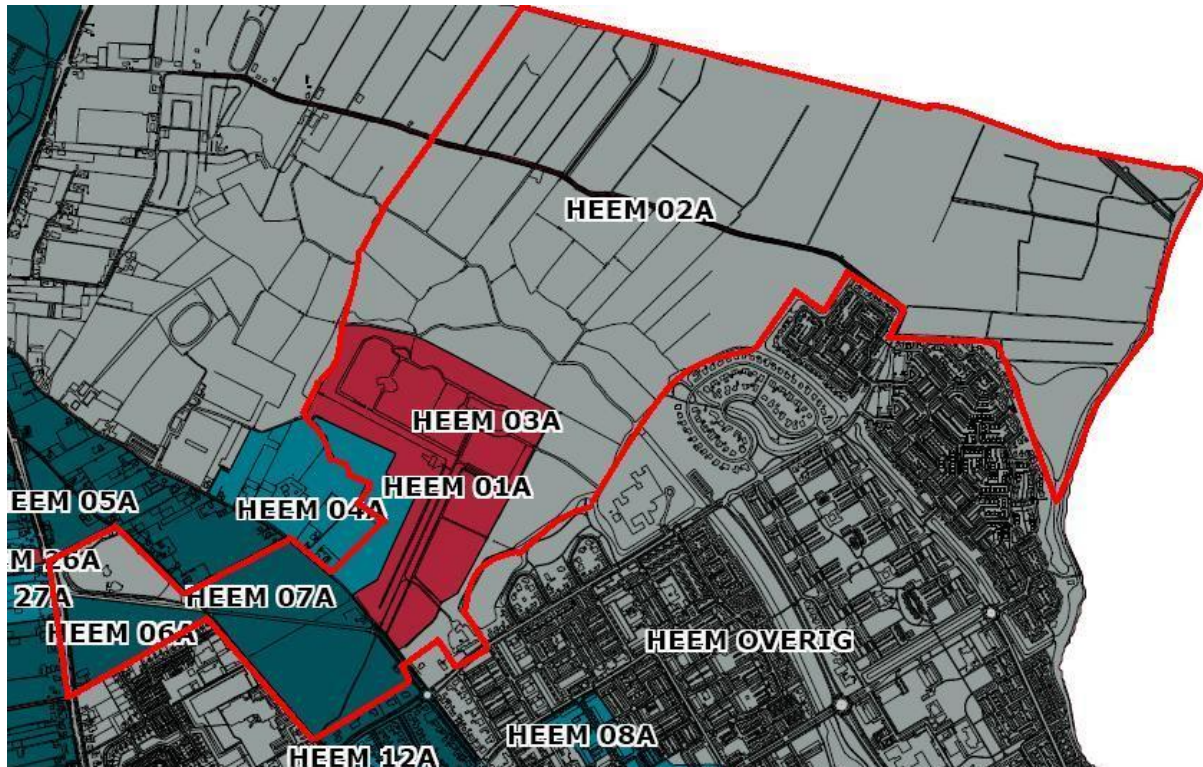 HEEM 02A
HEEM 03A
HEEM 01A
EEM 05A
HEEM 04A
M 26A
27A
HEEM 07A
HEEM 06A
HEEM OVERIG
HEEM 08A
HEEM 12A